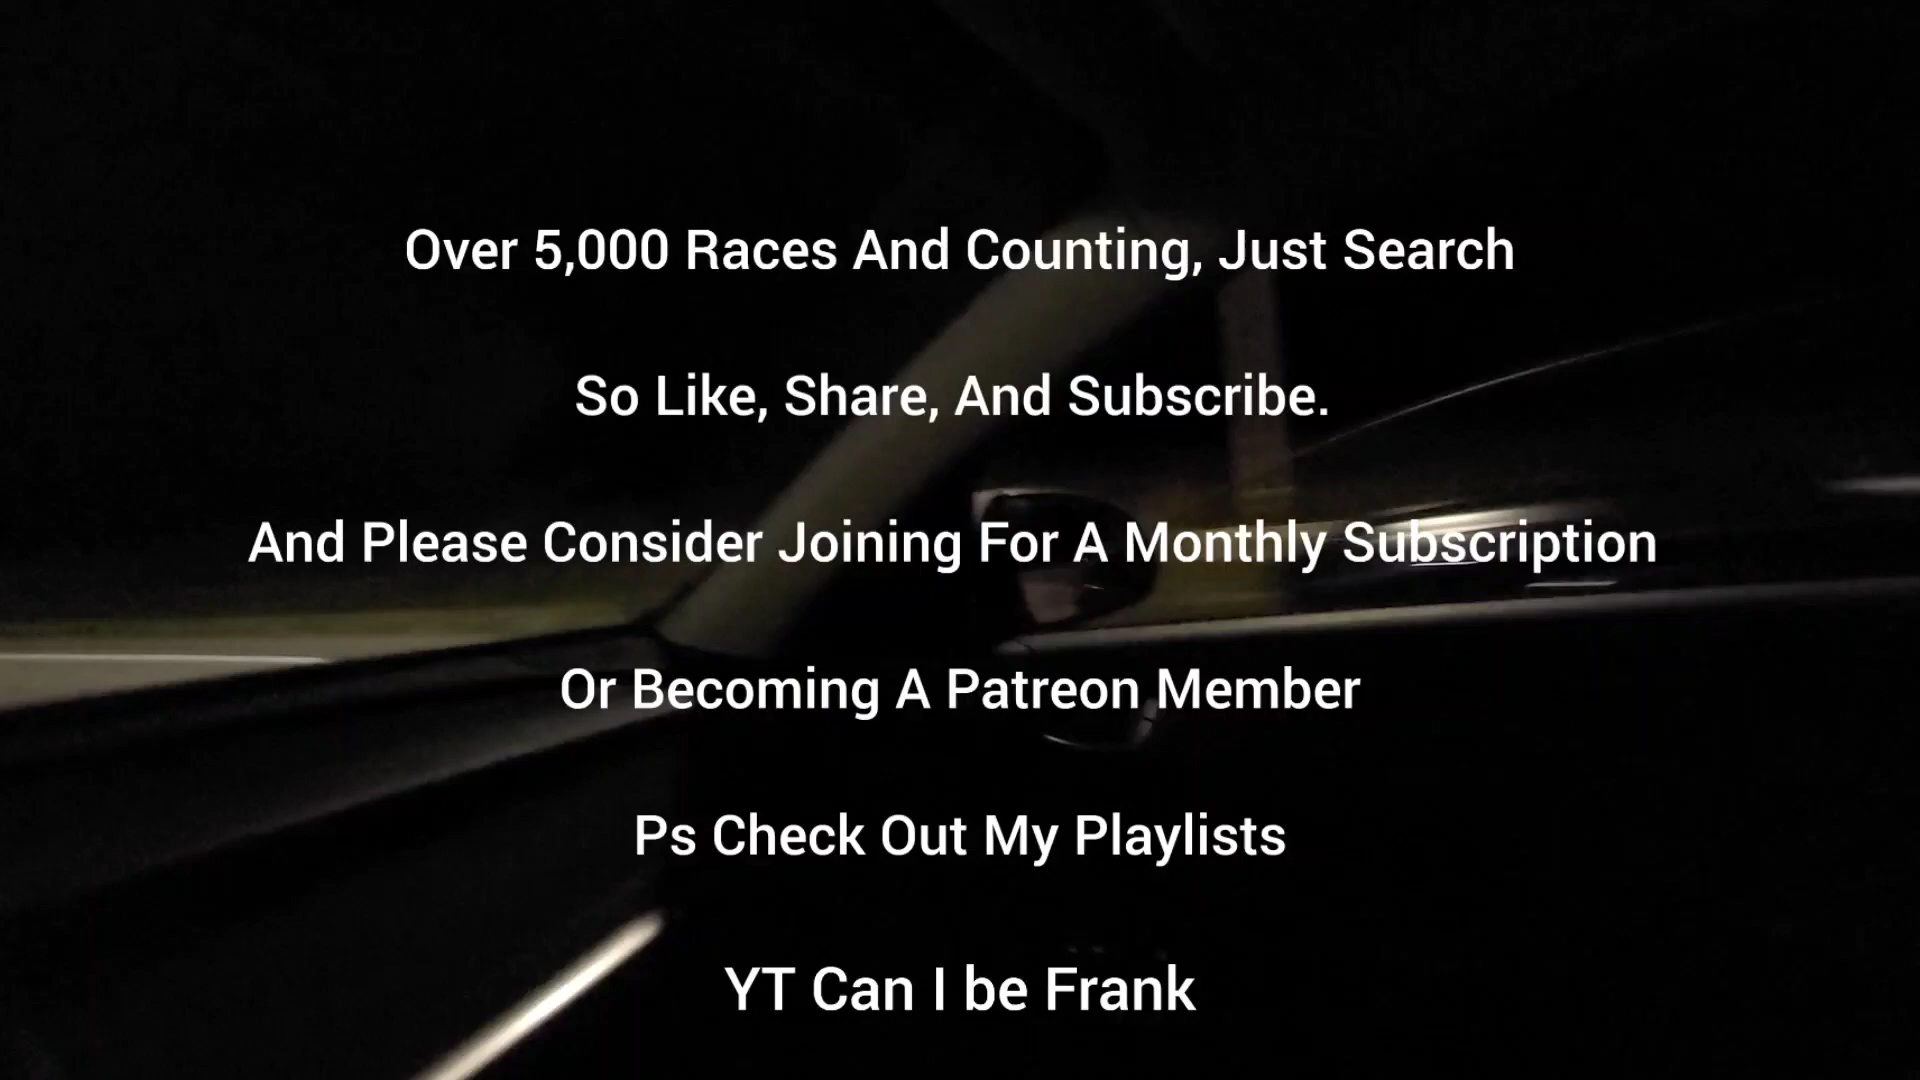 Over 5,000 Races And Counting, Just Search
So Like, Share, And Subscribe.
And Please Consider Joining For A Monthly Subscription
Or Becoming A Patreon Member
Ps Check Out My Playlists
YT Can I be Frank